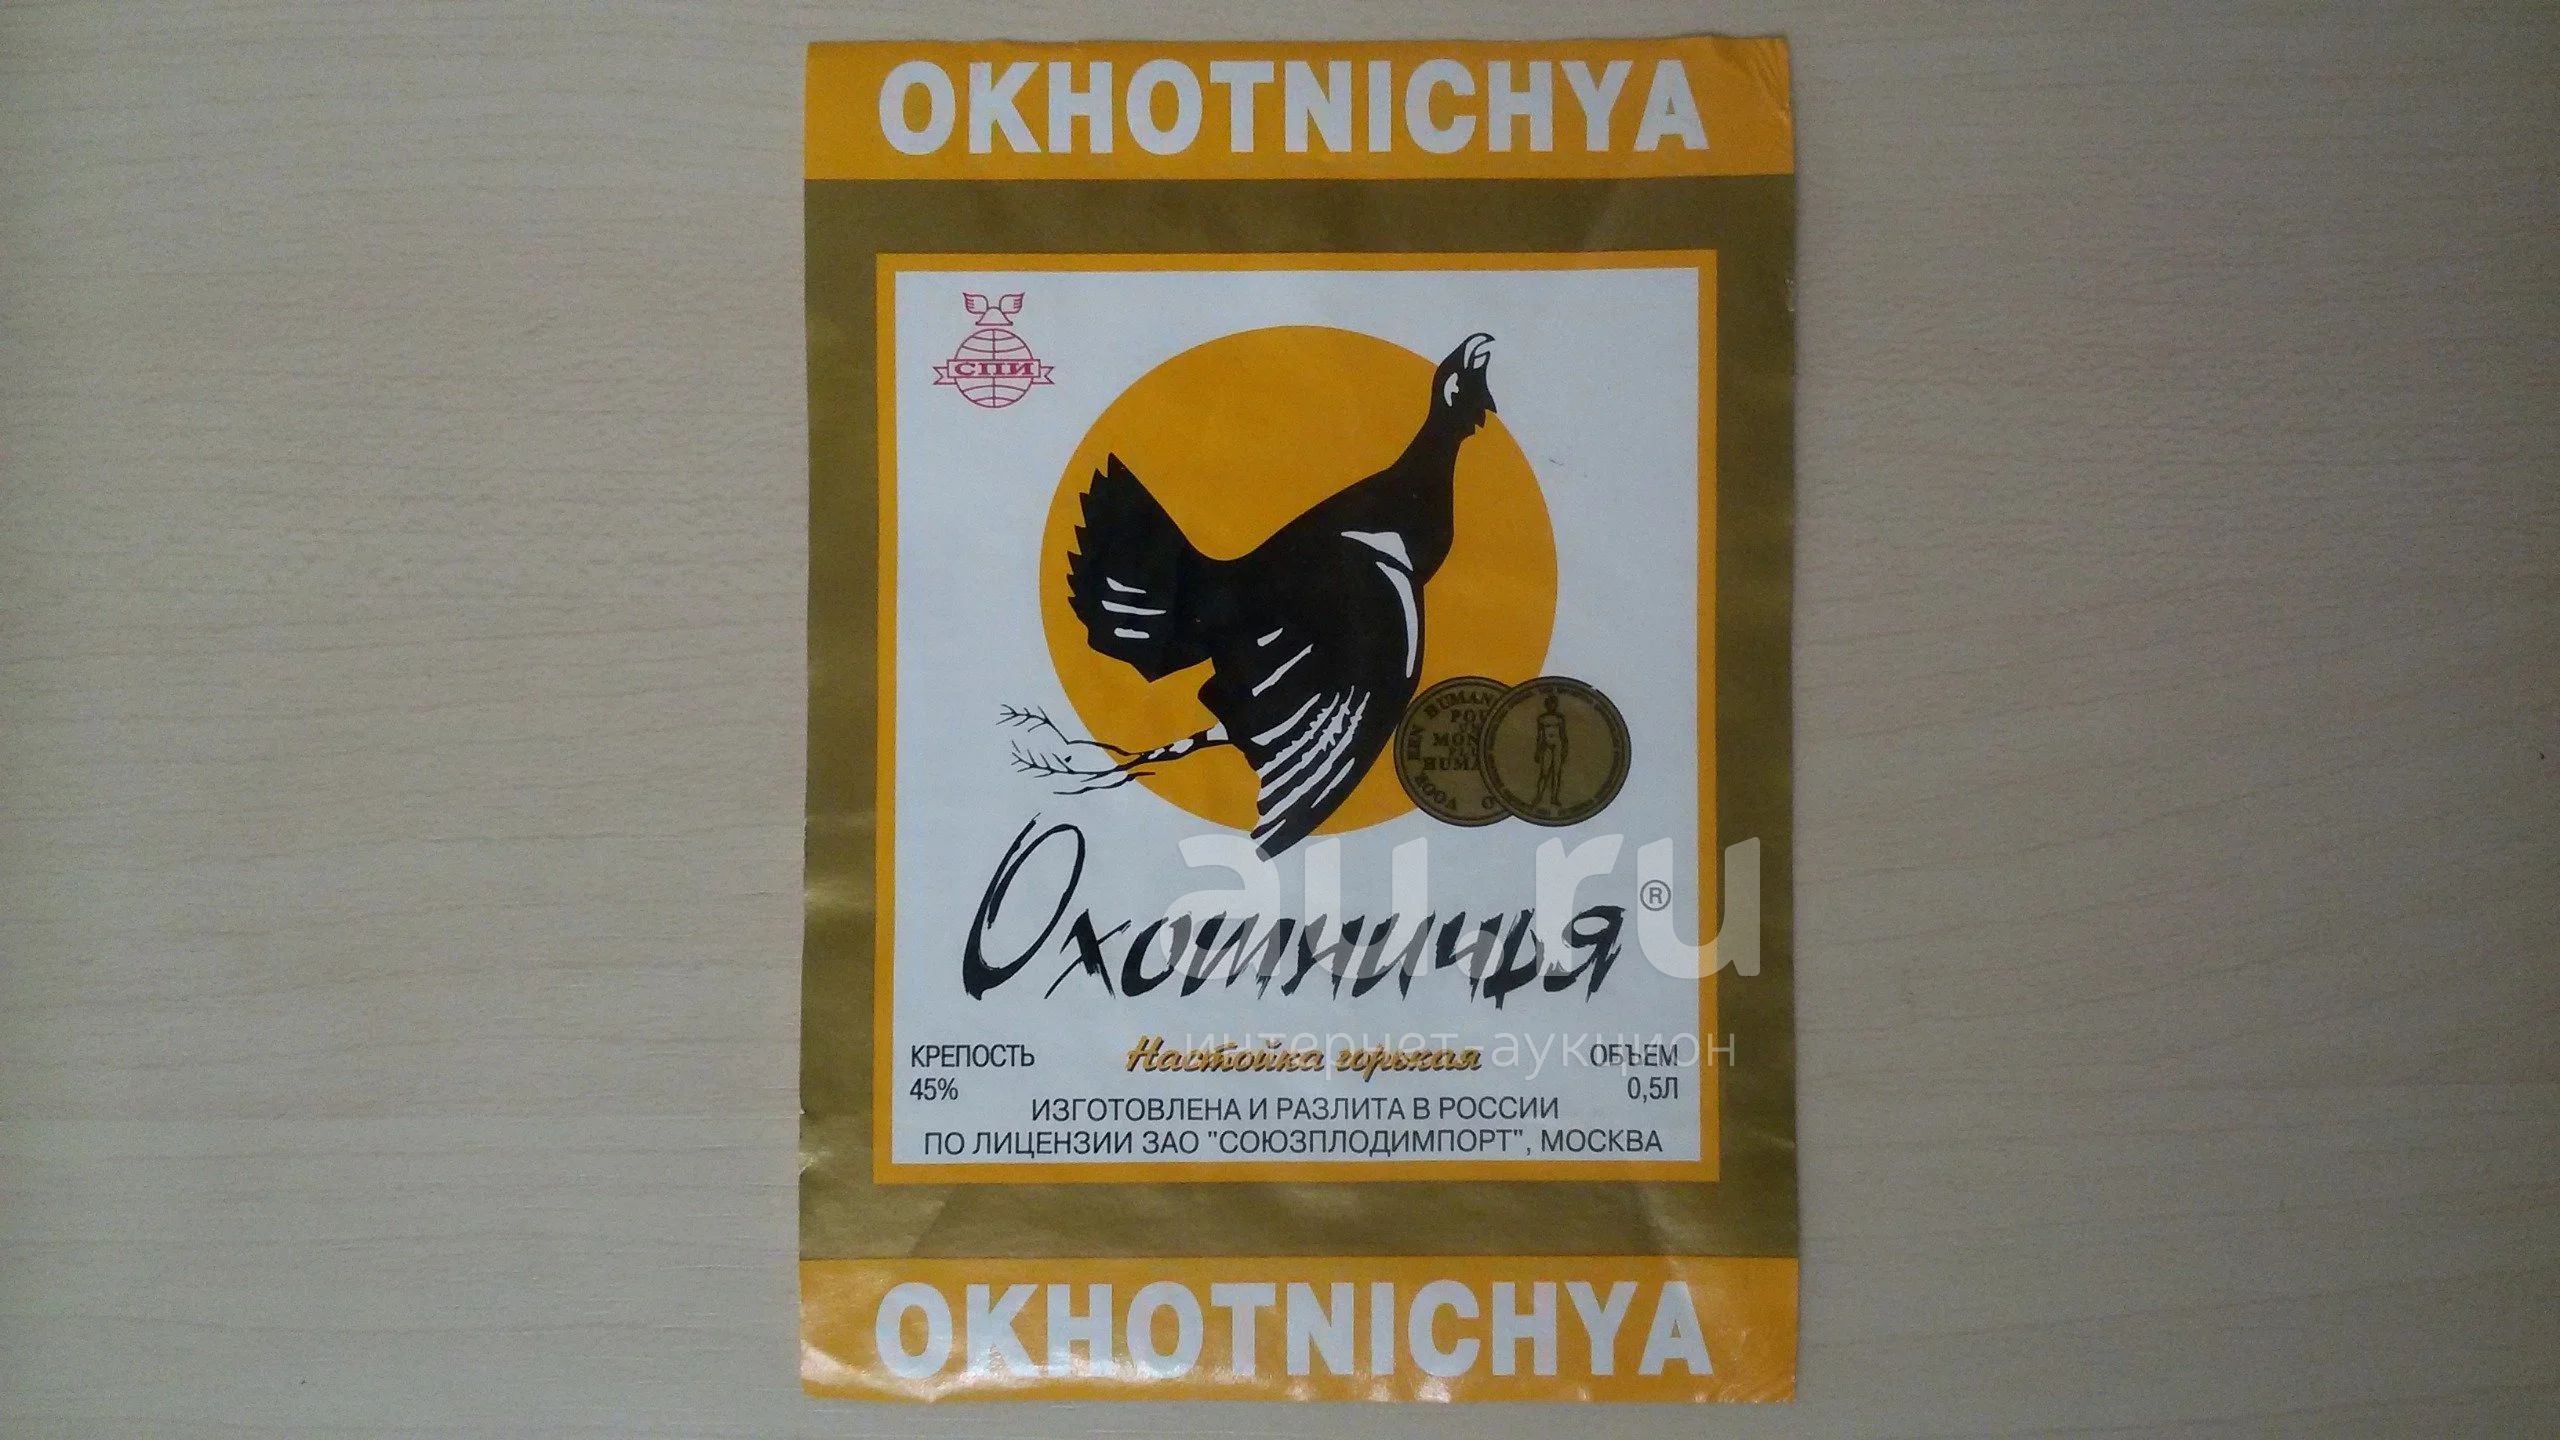 OKHOTNICHYA
СПИ
HUMAN
au.ru
Охотничья ®
интернет-аукцион
КРЕПОСТЬ Настойка горькая ОБЪЕМ
45% 0,5Л
ИЗГОТОВЛЕНА И РАЗЛИТА В РОССИИ
ПО ЛИЦЕНЗИИ ЗАО "СОЮЗПЛОДИМПОРТ", МОСКВА
OKHOTNICHYA